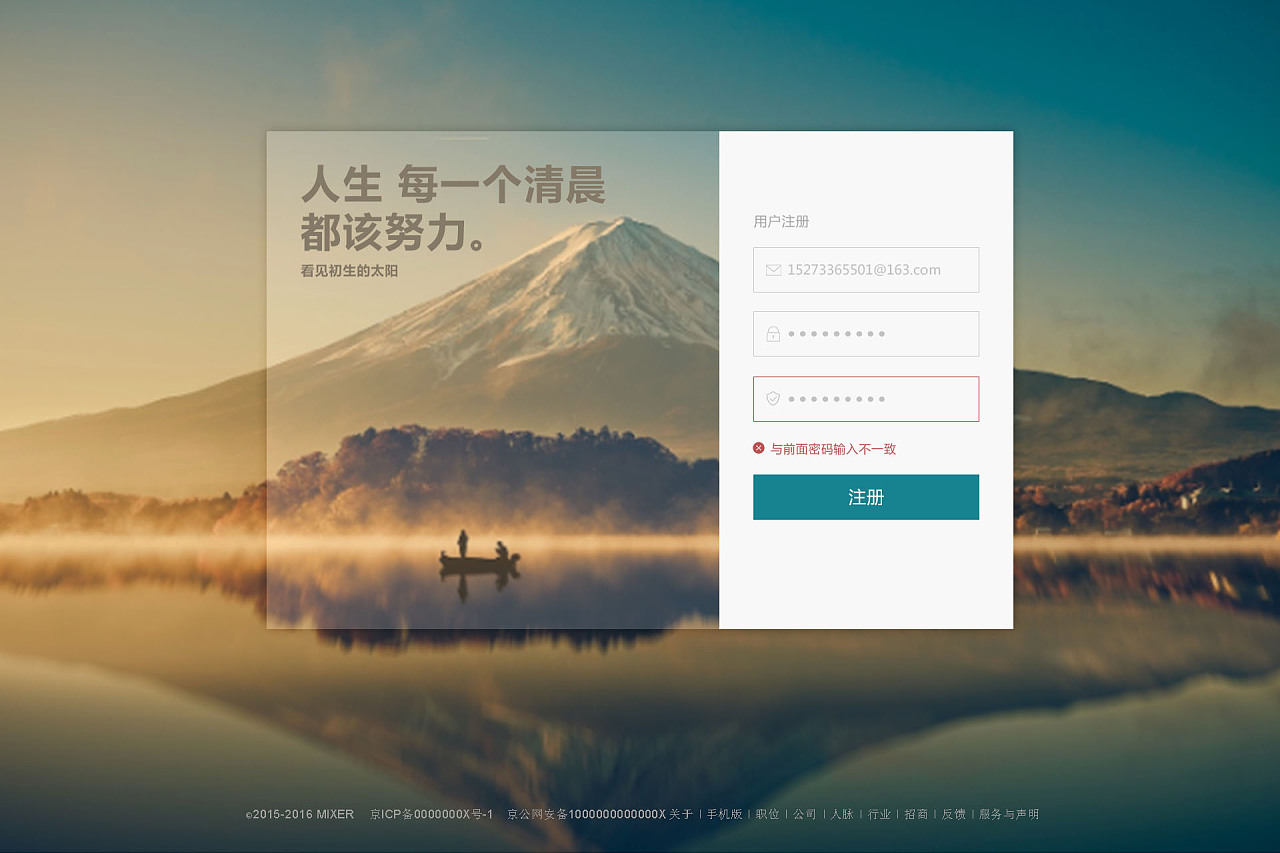 人生 每一个清晨
都该努力。
看见初生的太阳
用户注册
15273365501@163.com
与前面密码输入不一致
注册
©2015-2016 MIXER 京ICP备0000000X号-1 京公网安备1000000000000X 关于 | 手机版 | 职位 | 公司 | 人脉 | 行业 | 招商 | 反馈 | 服务与声明